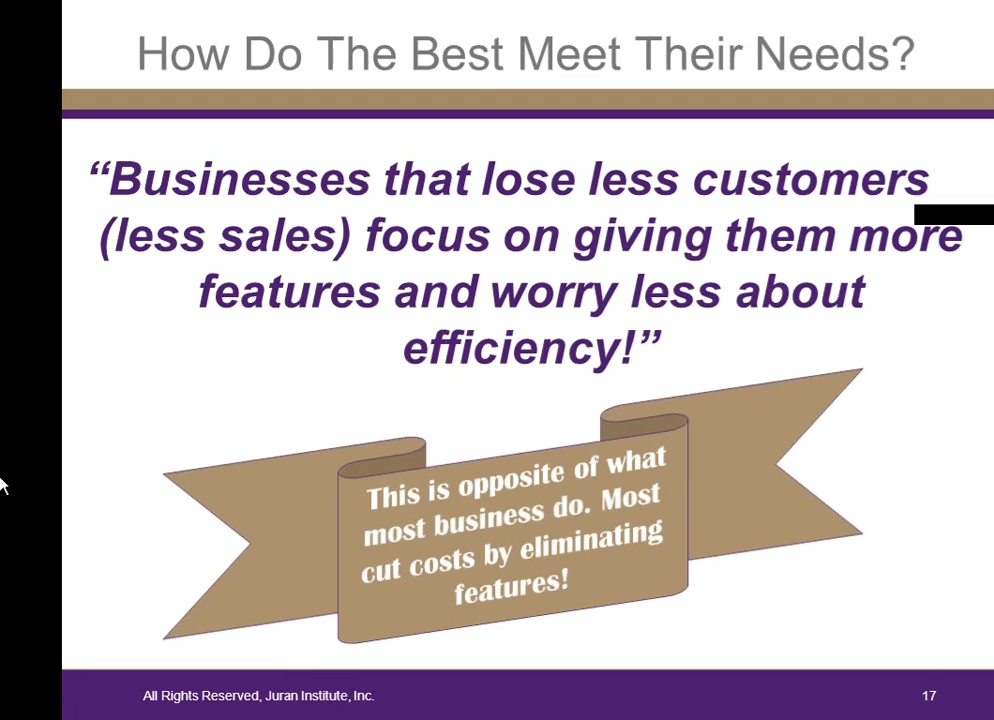 How Do The Best Meet Their Needs?
“Businesses that lose less customers
(less sales) focus on giving them more
features and worry less about
efficiency!”
This is opposite of what
most business do. Most
cut costs by eliminating
features!
All Rights Reserved, Juran Institute, Inc.
17